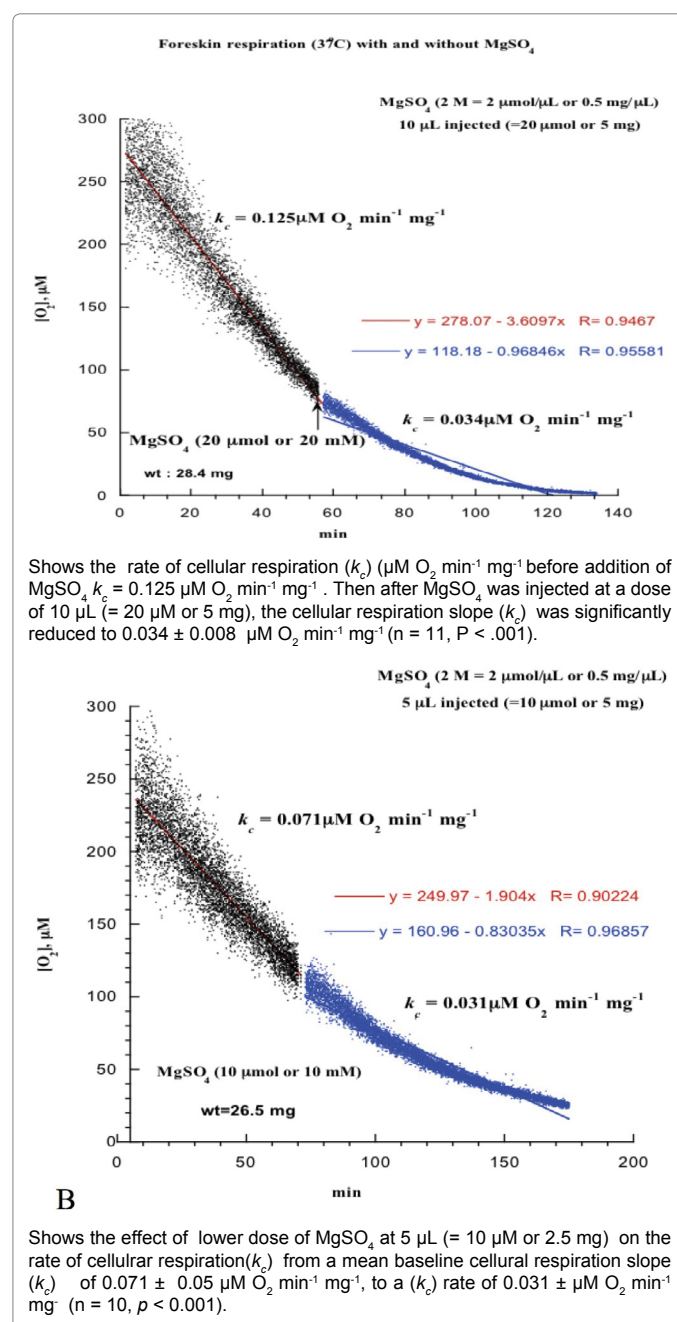 Foreskin respiration (37°C) with and without MgSO₄
MgSO₄ (2 M = 2 μmol/μL or 0.5 mg/μL)
10 μL injected (=20 μmol or 5 mg)
300
250
200
150
100
50
0
[O₂], μM
k_c = 0.125μM O₂ min⁻¹ mg⁻¹
y = 278.07 - 3.6097x R= 0.9467
y = 118.18 - 0.96846x R= 0.95581
k_c = 0.034μM O₂ min⁻¹ mg⁻¹
MgSO₄ (20 μmol or 20 mM)
wt : 28.4 mg
0 20 40 60 80 100 120 140
min
Shows the rate of cellular respiration (k_c) (μM O₂ min⁻¹ mg⁻¹ before addition of
MgSO₄ k_c = 0.125 μM O₂ min⁻¹ mg⁻¹ . Then after MgSO₄ was injected at a dose
of 10 μL (= 20 μM or 5 mg), the cellular respiration slope (k_c) was significantly
reduced to 0.034 ± 0.008 μM O₂ min⁻¹ mg⁻¹ (n = 11, P < .001).
MgSO₄ (2 M = 2 μmol/μL or 0.5 mg/μL)
5 μL injected (=10 μmol or 5 mg)
300
250
200
150
100
50
0
[O₂], μM
k_c = 0.071μM O₂ min⁻¹ mg⁻¹
y = 249.97 - 1.904x R= 0.90224
y = 160.96 - 0.83035x R= 0.96857
k_c = 0.031μM O₂ min⁻¹ mg⁻¹
MgSO₄ (10 μmol or 10 mM)
wt=26.5 mg
0 50 100 150 200
min
B
Shows the effect of lower dose of MgSO₄ at 5 μL (= 10 μM or 2.5 mg) on the
rate of cellulrar respiration(k_c) from a mean baseline cellural respiration slope
(k_c) of 0.071 ± 0.05 μM O₂ min⁻¹ mg⁻¹, to a (k_c) rate of 0.031 ± μM O₂ min⁻¹
mg⁻ (n = 10, p < 0.001).